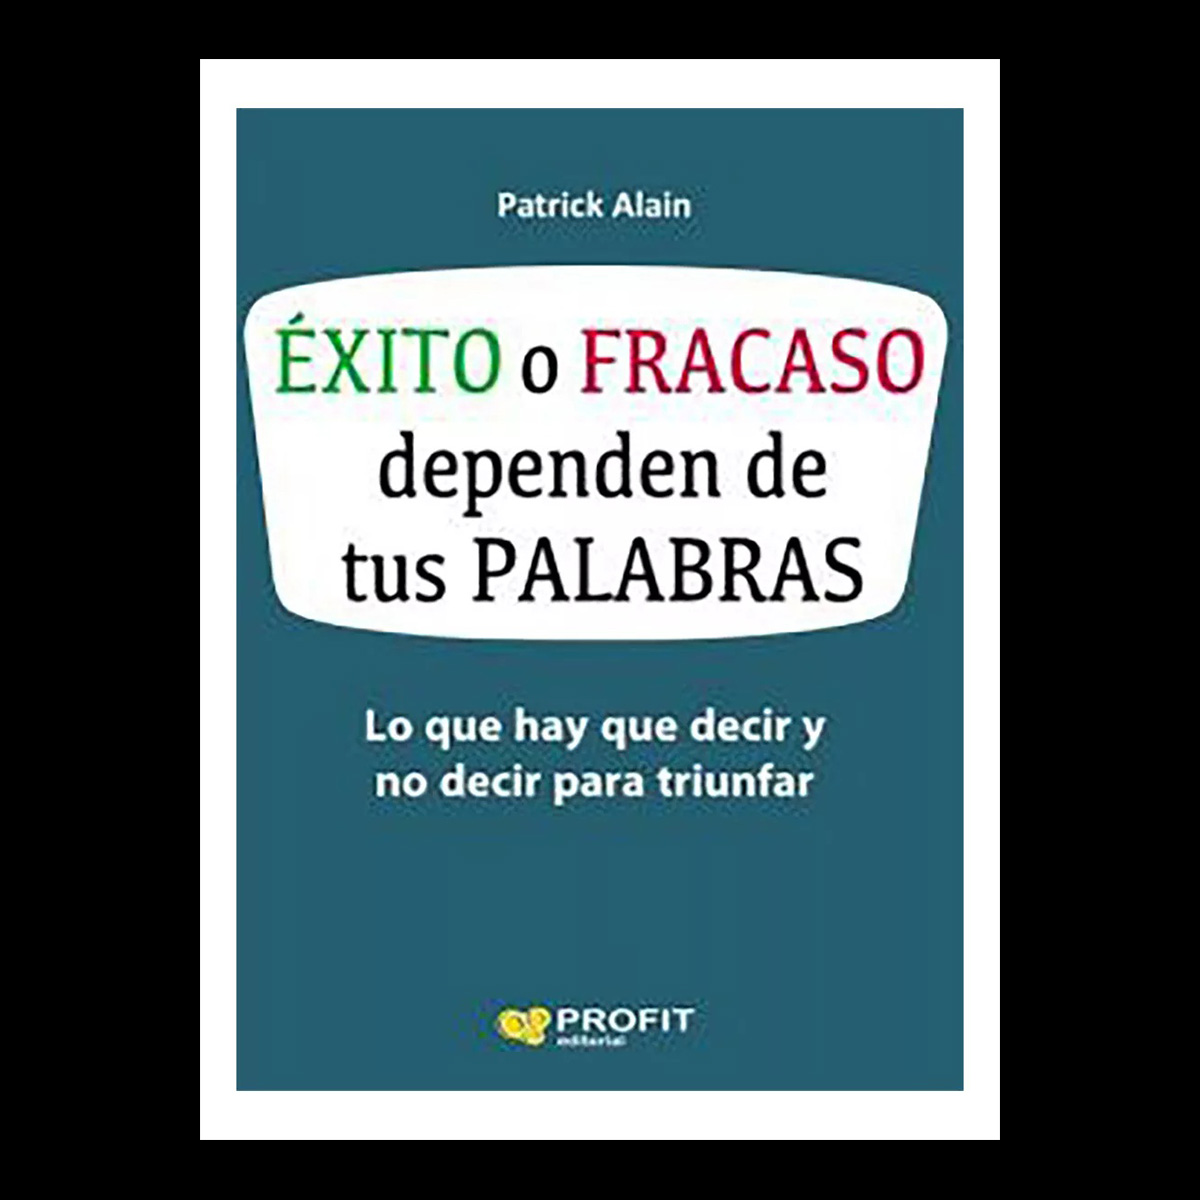 Patrick Alain
ÉXITO o FRACASO
dependen de
tus PALABRAS
Lo que hay que decir y
no decir para triunfar
PROFIT
editorial